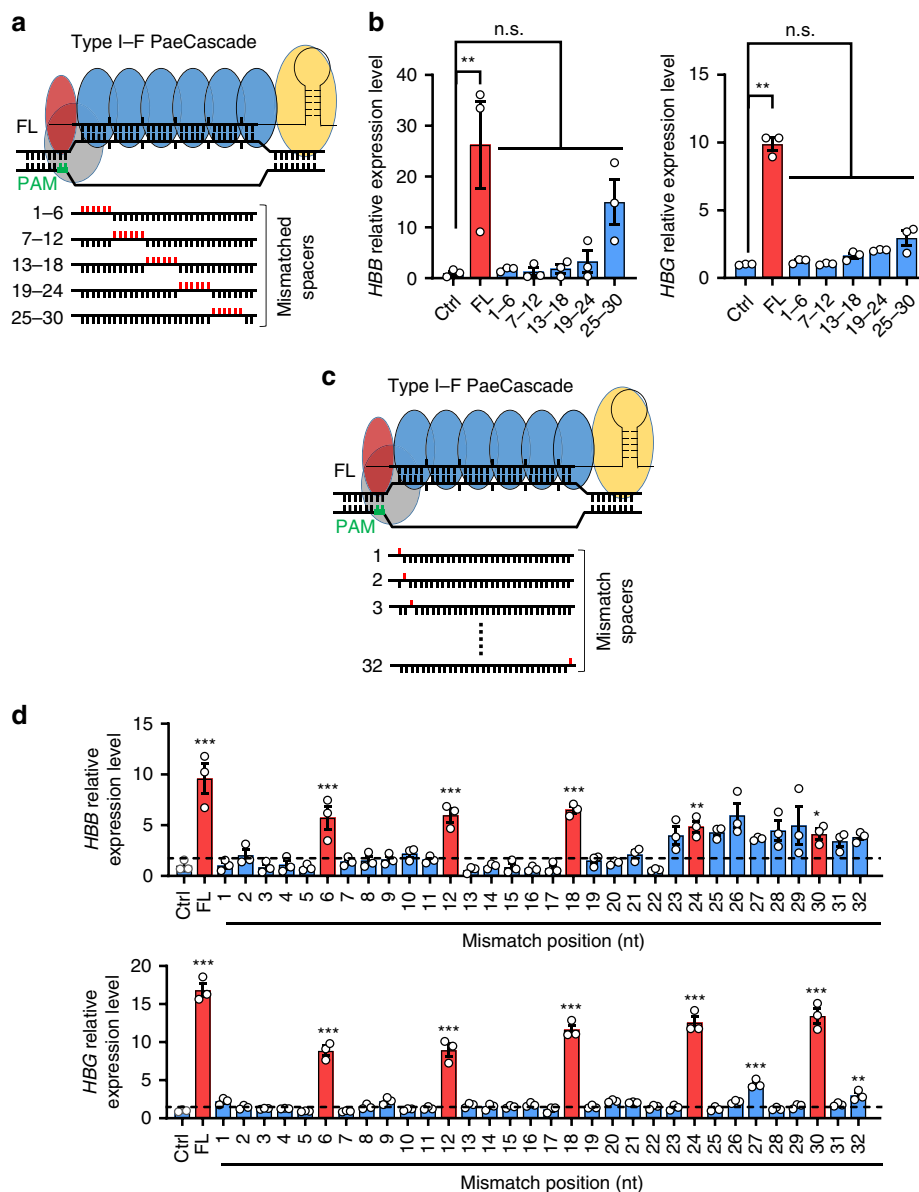 a
Type I–F PaeCascade
FL
PAM
1–6
7–12
13–18
19–24
25–30
Mismatched
spacers
b
n.s.
**
HBB relative expression level
40
30
20
10
0
Ctrl
FL
1–6
7–12
13–18
19–24
25–30
n.s.
**
HBG relative expression level
15
10
5
0
Ctrl
FL
1–6
7–12
13–18
19–24
25–30
c
Type I–F PaeCascade
FL
PAM
1
2
3
32
Mismatch
spacers
d
HBB relative
expression level
15
10
5
0
*** *** *** *** ** *
Ctrl FL 1 2 3 4 5 6 7 8 9 10 11 12 13 14 15 16 17 18 19 20 21 22 23 24 25 26 27 28 29 30 31 32
Mismatch position (nt)
HBG relative
expression level
20
15
10
5
0
*** *** *** *** *** *** *** **
Ctrl FL 1 2 3 4 5 6 7 8 9 10 11 12 13 14 15 16 17 18 19 20 21 22 23 24 25 26 27 28 29 30 31 32
Mismatch position (nt)